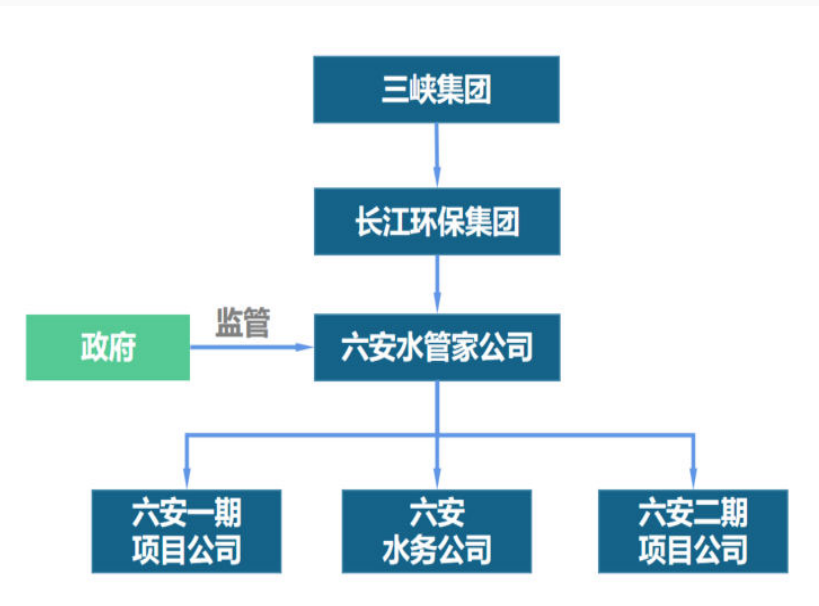 三峡集团
长江环保集团
监管
政府
六安水管家公司
六安一期
项目公司
六安
水务公司
六安二期
项目公司